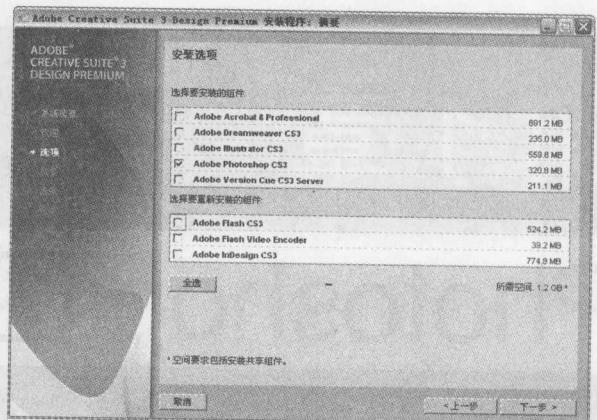 Adobe Creative Suite 3 Design Premium 安装程序: 摘要
ADOBE®
CREATIVE SUITE® 3
DESIGN PREMIUM
安装选项
选择要安装的组件
Adobe Acrobat 8 Professional 891.2 MB
Adobe Dreamweaver CS3 235.0 MB
Adobe Illustrator CS3 559.8 MB
Adobe Photoshop CS3 320.8 MB
Adobe Version Cue CS3 Server 211.1 MB
选项
选择要重新安装的组件
Adobe Flash CS3 524.2 MB
Adobe Flash Video Encoder 39.2 MB
Adobe InDesign CS3 774.8 MB
全选
所需空间: 1.2 GB *
* 空间要求包括安装共享组件。
取消
< 上一步
下一步 >